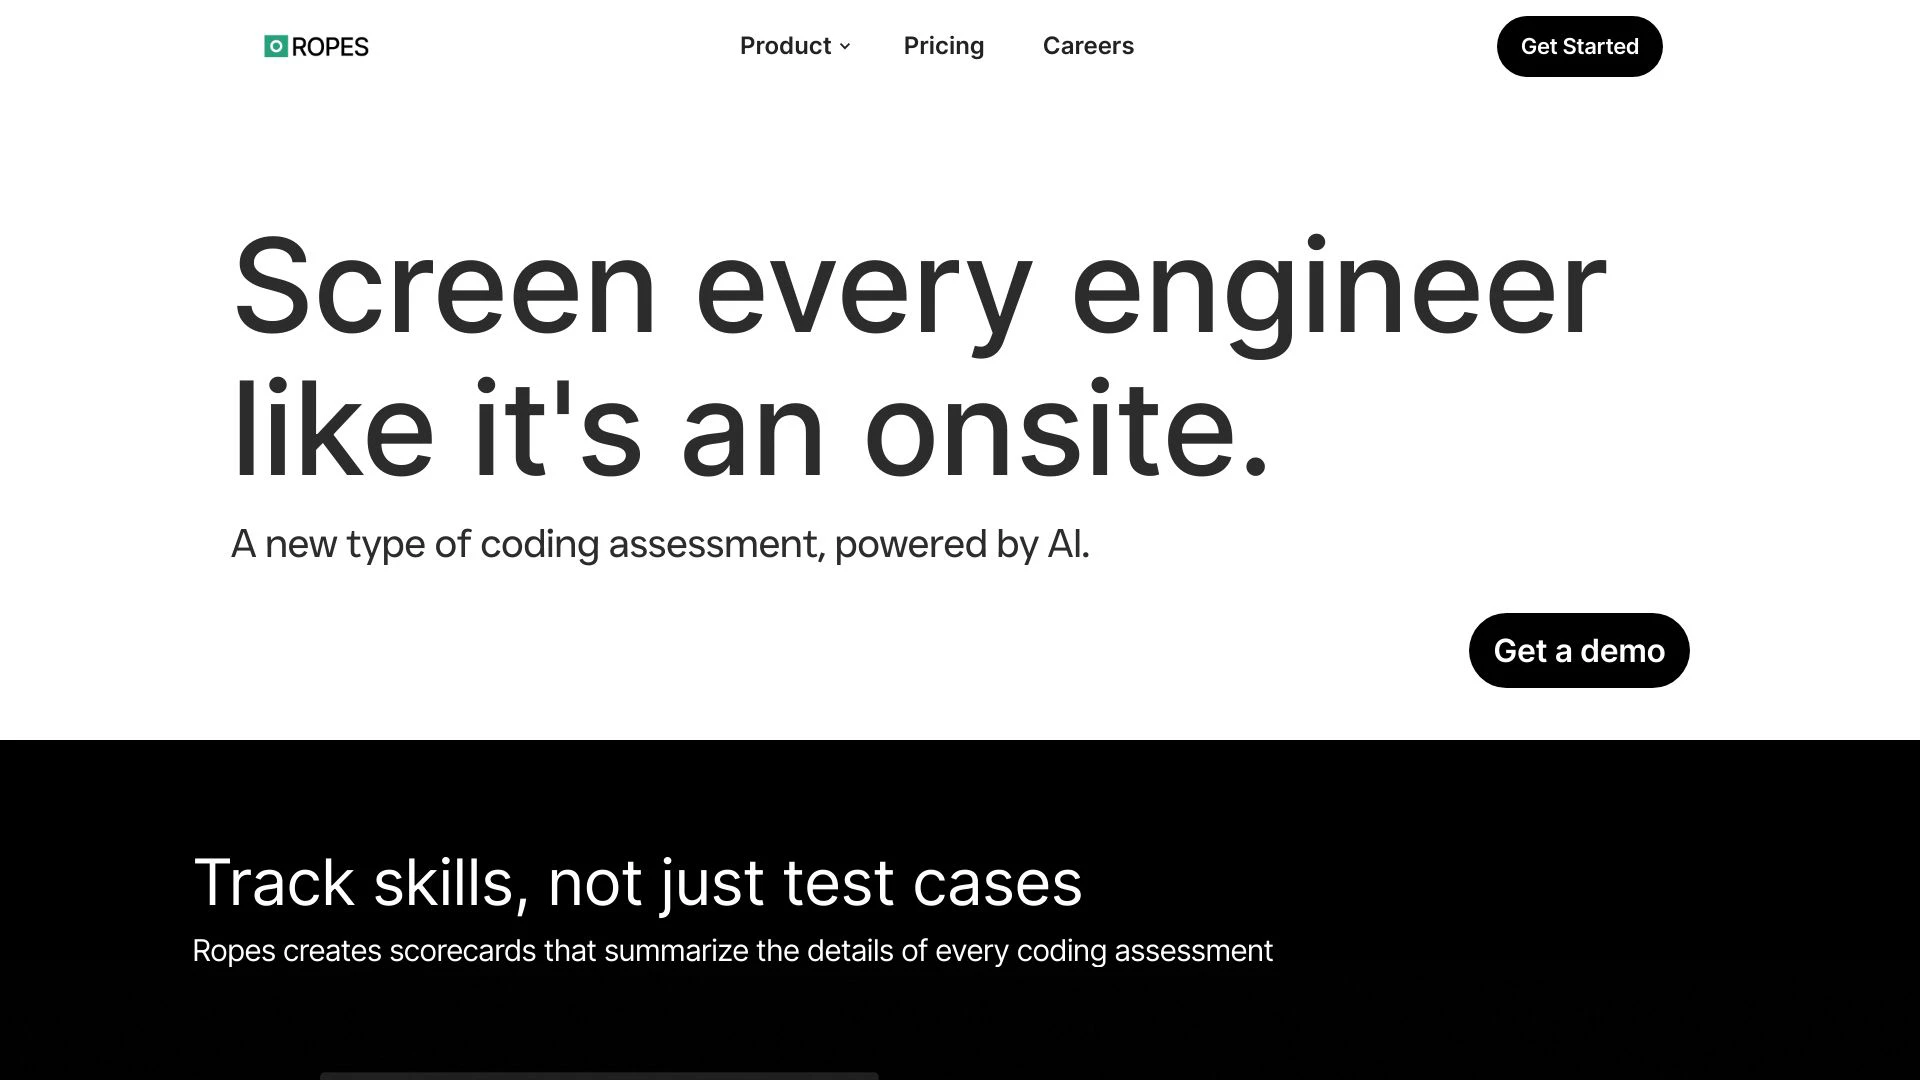 ROPES
Product
Pricing
Careers
Get Started
Screen every engineer
like it's an onsite.
A new type of coding assessment, powered by AI.
Get a demo
Track skills, not just test cases
Ropes creates scorecards that summarize the details of every coding assessment